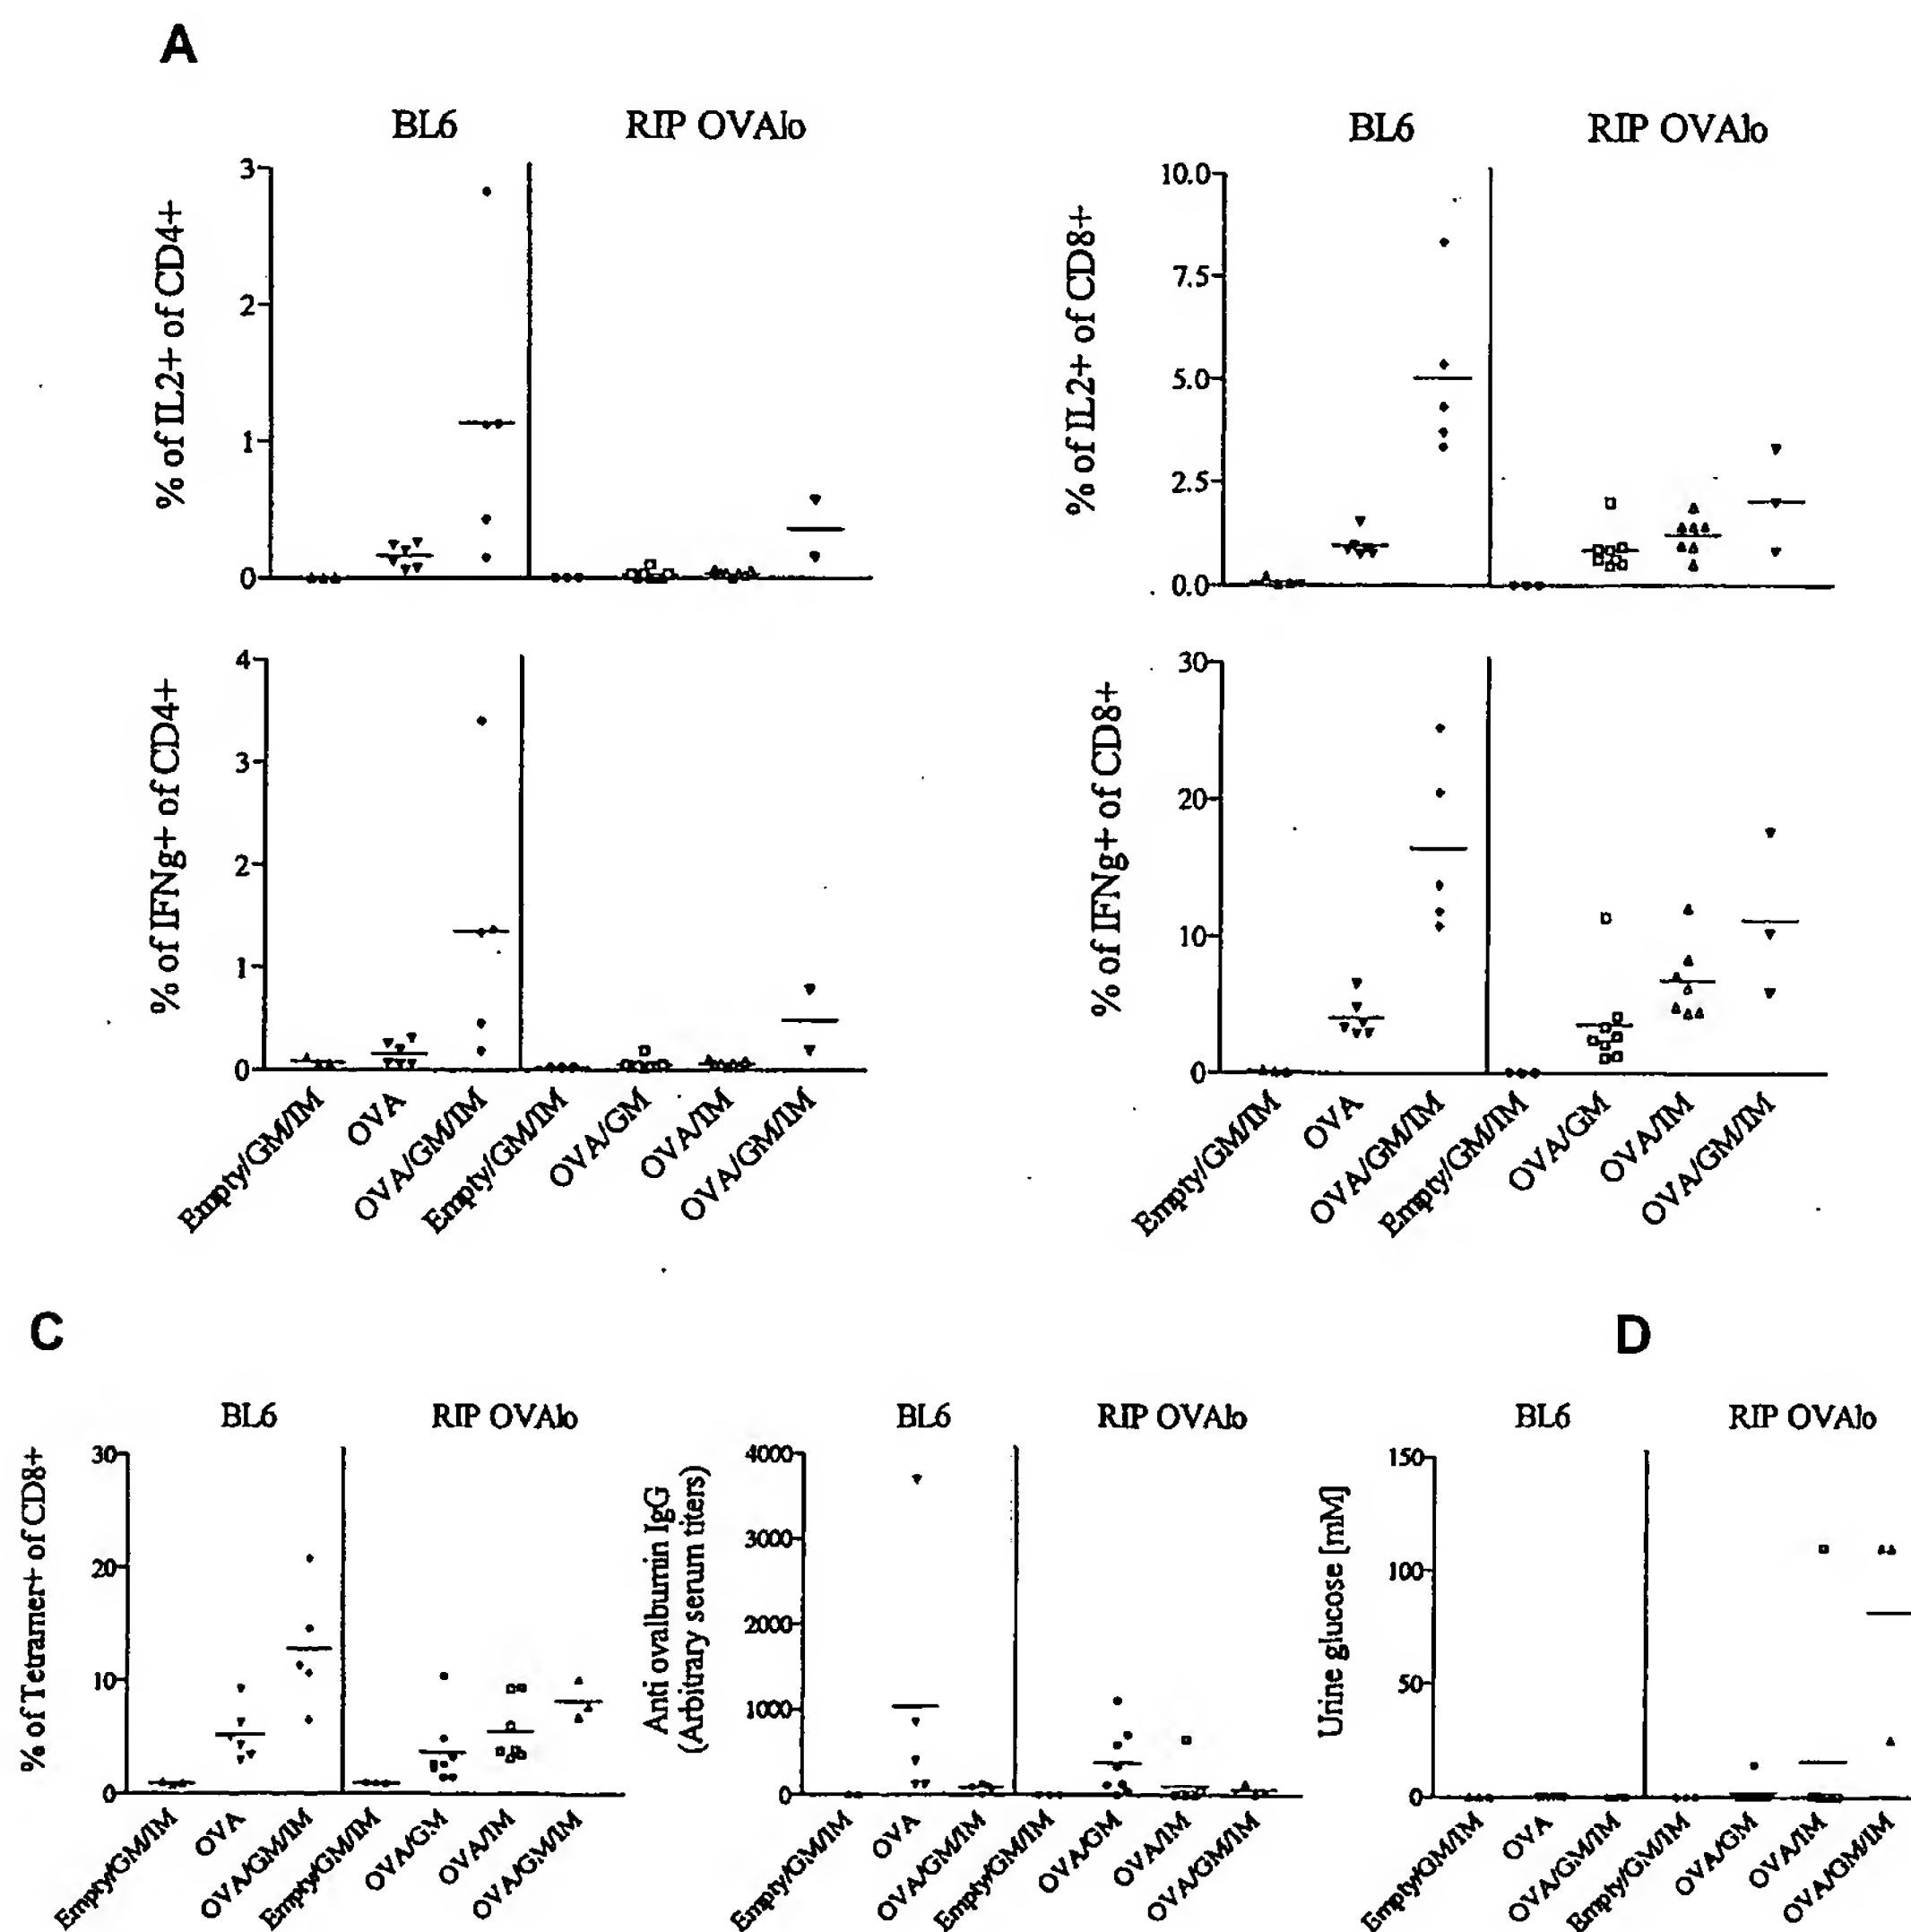 A
BL6 RIP OVAlo
% of IL2+ of CD4+
3
2
1
0
BL6 RIP OVAlo
% of IL2+ of CD8+
10.0
7.5
5.0
2.5
0.0
% of IFNg+ of CD4+
4
3
2
1
0
Empty/GM/IM
OVA
OVA/GM/IM
Empty/GM/IM
OVA/GM
OVA/IM
OVA/GM/IM
% of IFNg+ of CD8+
30
20
10
0
Empty/GM/IM
OVA
OVA/GM/IM
Empty/GM/IM
OVA/GM
OVA/IM
OVA/GM/IM
C
BL6 RIP OVAlo
% of Tetramer+ of CD8+
30
20
10
0
Empty/GM/IM
OVA
OVA/GM/IM
Empty/GM/IM
OVA/GM
OVA/IM
OVA/GM/IM
BL6 RIP OVAlo
Anti ovalbumin IgG
(Arbitrary serum titers)
4000
3000
2000
1000
0
Empty/GM/IM
OVA
OVA/GM/IM
Empty/GM/IM
OVA/GM
OVA/IM
OVA/GM/IM
D
BL6 RIP OVAlo
Urine glucose [mM]
150
100
50
0
Empty/GM/IM
OVA
OVA/GM/IM
Empty/GM/IM
OVA/GM
OVA/IM
OVA/GM/IM